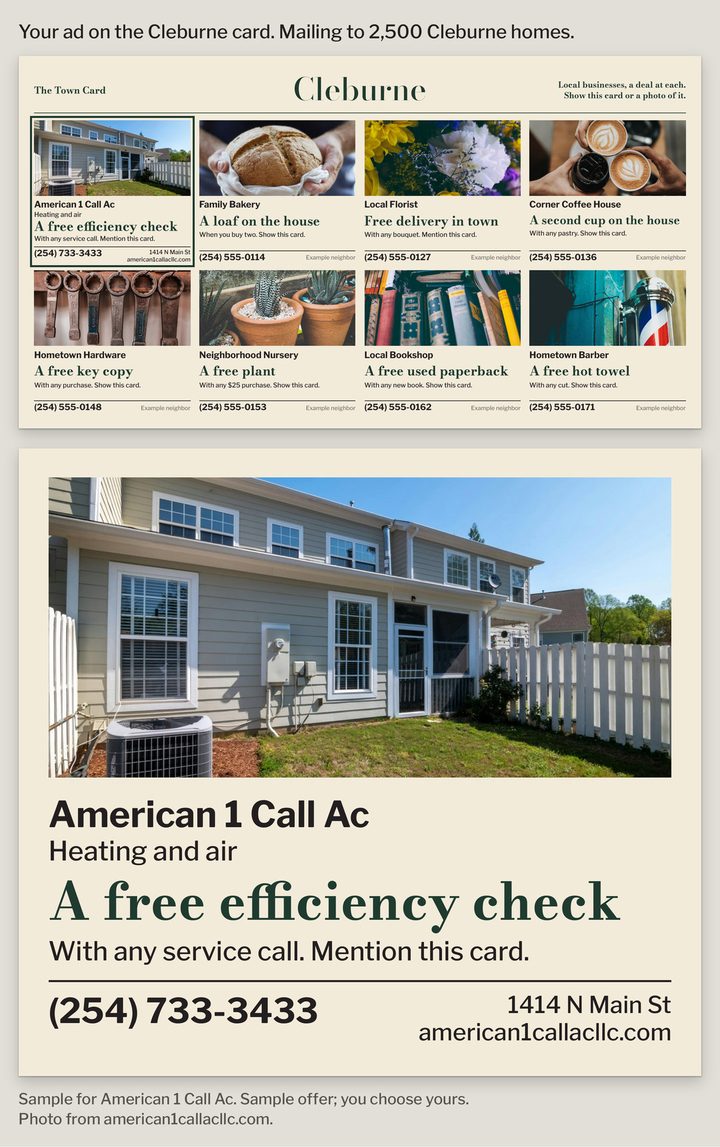 Your ad on the Cleburne card. Mailing to 2,500 Cleburne homes.
The Town Card
Cleburne
Local businesses, a deal at each.
Show this card or a photo of it.
American 1 Call Ac
Heating and air
A free efficiency check
With any service call. Mention this card.
(254) 733-3433
1414 N Main St
american1callacllc.com
Family Bakery
A loaf on the house
When you buy two. Show this card.
(254) 555-0114
Example neighbor
Local Florist
Free delivery in town
With any bouquet. Mention this card.
(254) 555-0127
Example neighbor
Corner Coffee House
A second cup on the house
With any pastry. Show this card.
(254) 555-0136
Example neighbor
Hometown Hardware
A free key copy
With any purchase. Show this card.
(254) 555-0148
Example neighbor
Neighborhood Nursery
A free plant
With any $25 purchase. Show this card.
(254) 555-0153
Example neighbor
Local Bookshop
A free used paperback
With any new book. Show this card.
(254) 555-0162
Example neighbor
Hometown Barber
A free hot towel
With any cut. Show this card.
(254) 555-0171
Example neighbor
American 1 Call Ac
Heating and air
A free efficiency check
With any service call. Mention this card.
(254) 733-3433
1414 N Main St
american1callacllc.com
Sample for American 1 Call Ac. Sample offer; you choose yours.
Photo from american1callacllc.com.